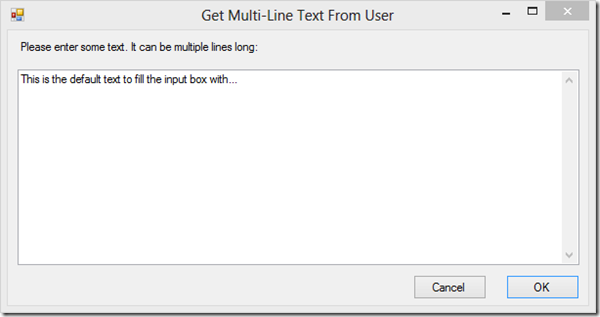 Get Multi-Line Text From User
Please enter some text. It can be multiple lines long:
This is the default text to fill the input box with...
Cancel
OK